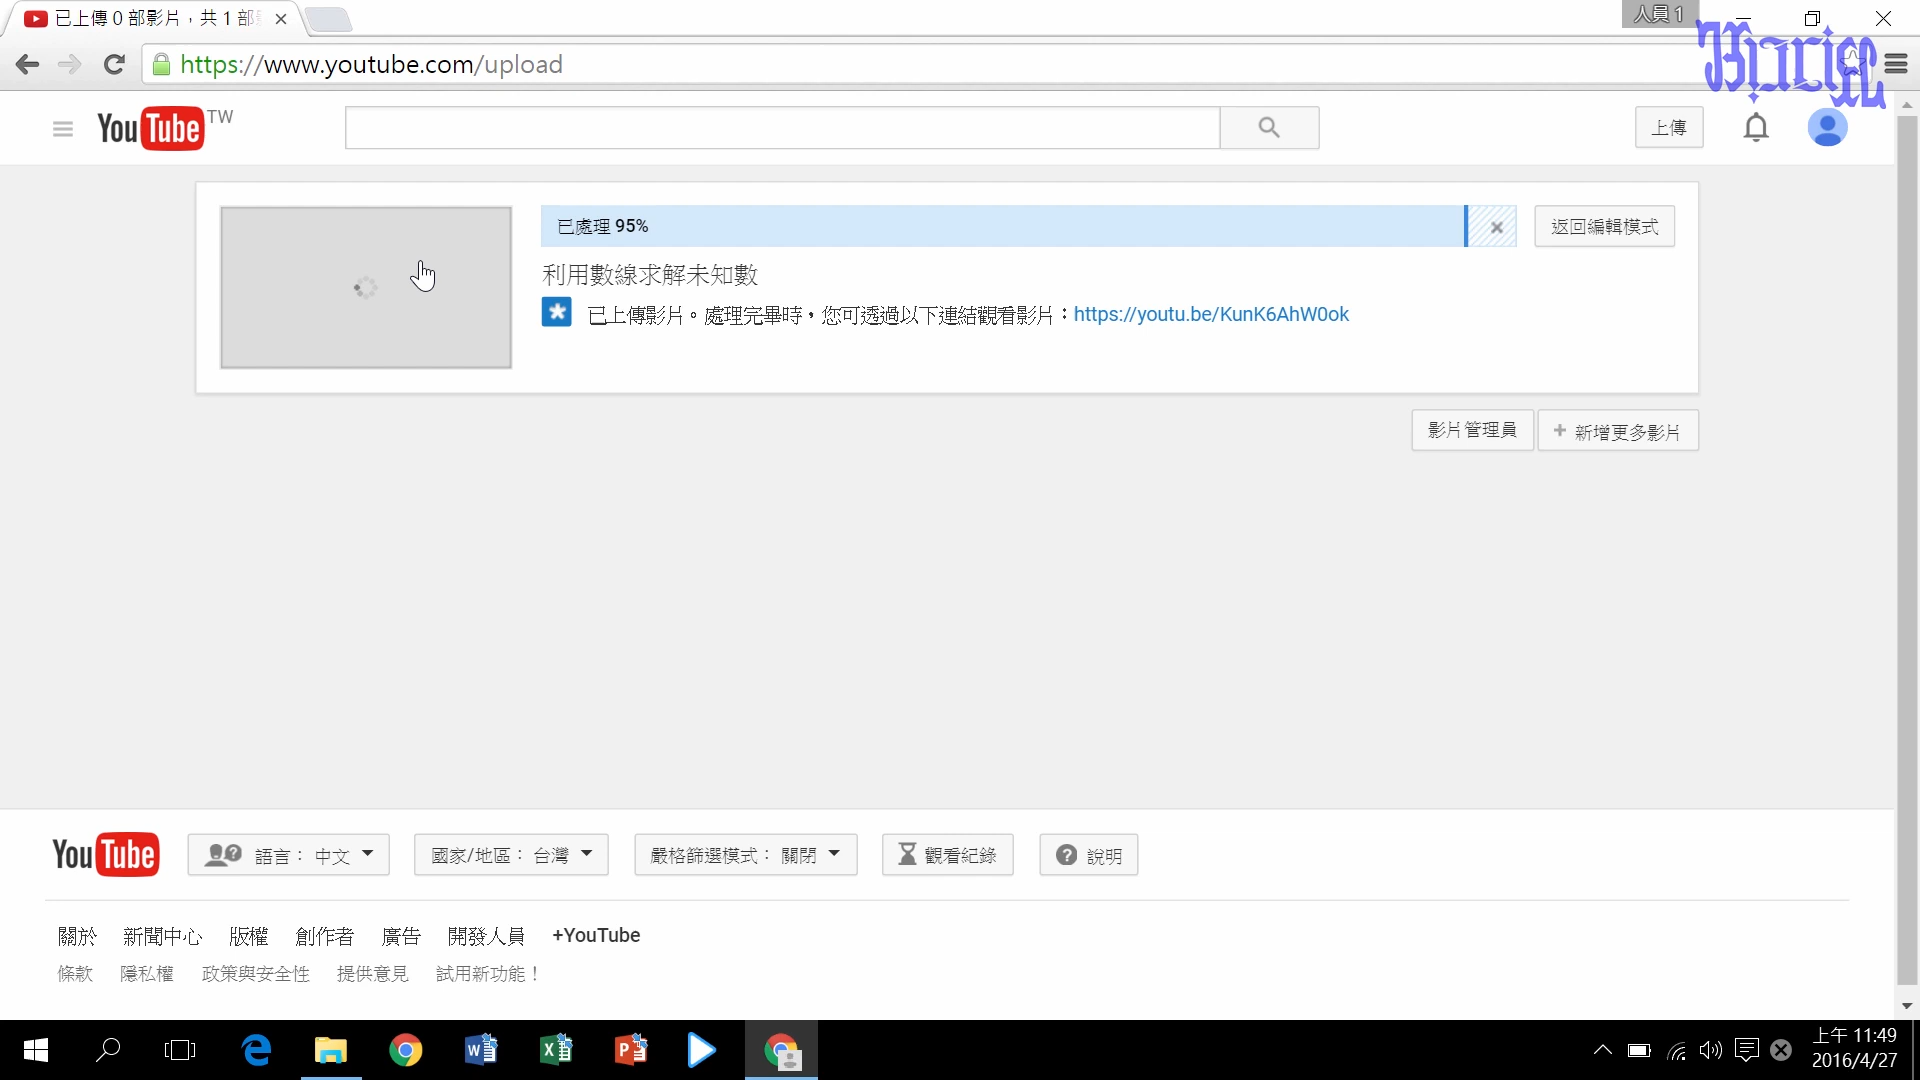 已上傳 0 部影片，共 1 部
人員 1
https://www.youtube.com/upload
YouTube TW
上傳
已處理 95%
返回編輯模式
利用數線求解未知數
已上傳影片。處理完畢時，您可透過以下連結觀看影片：https://youtu.be/KunK6AhW0ok
影片管理員
+ 新增更多影片
YouTube
語言： 中文
國家/地區： 台灣
嚴格篩選模式： 關閉
觀看紀錄
說明
關於 新聞中心 版權 創作者 廣告 開發人員 +YouTube
條款 隱私權 政策與安全性 提供意見 試用新功能！
上午 11:49
2016/4/27